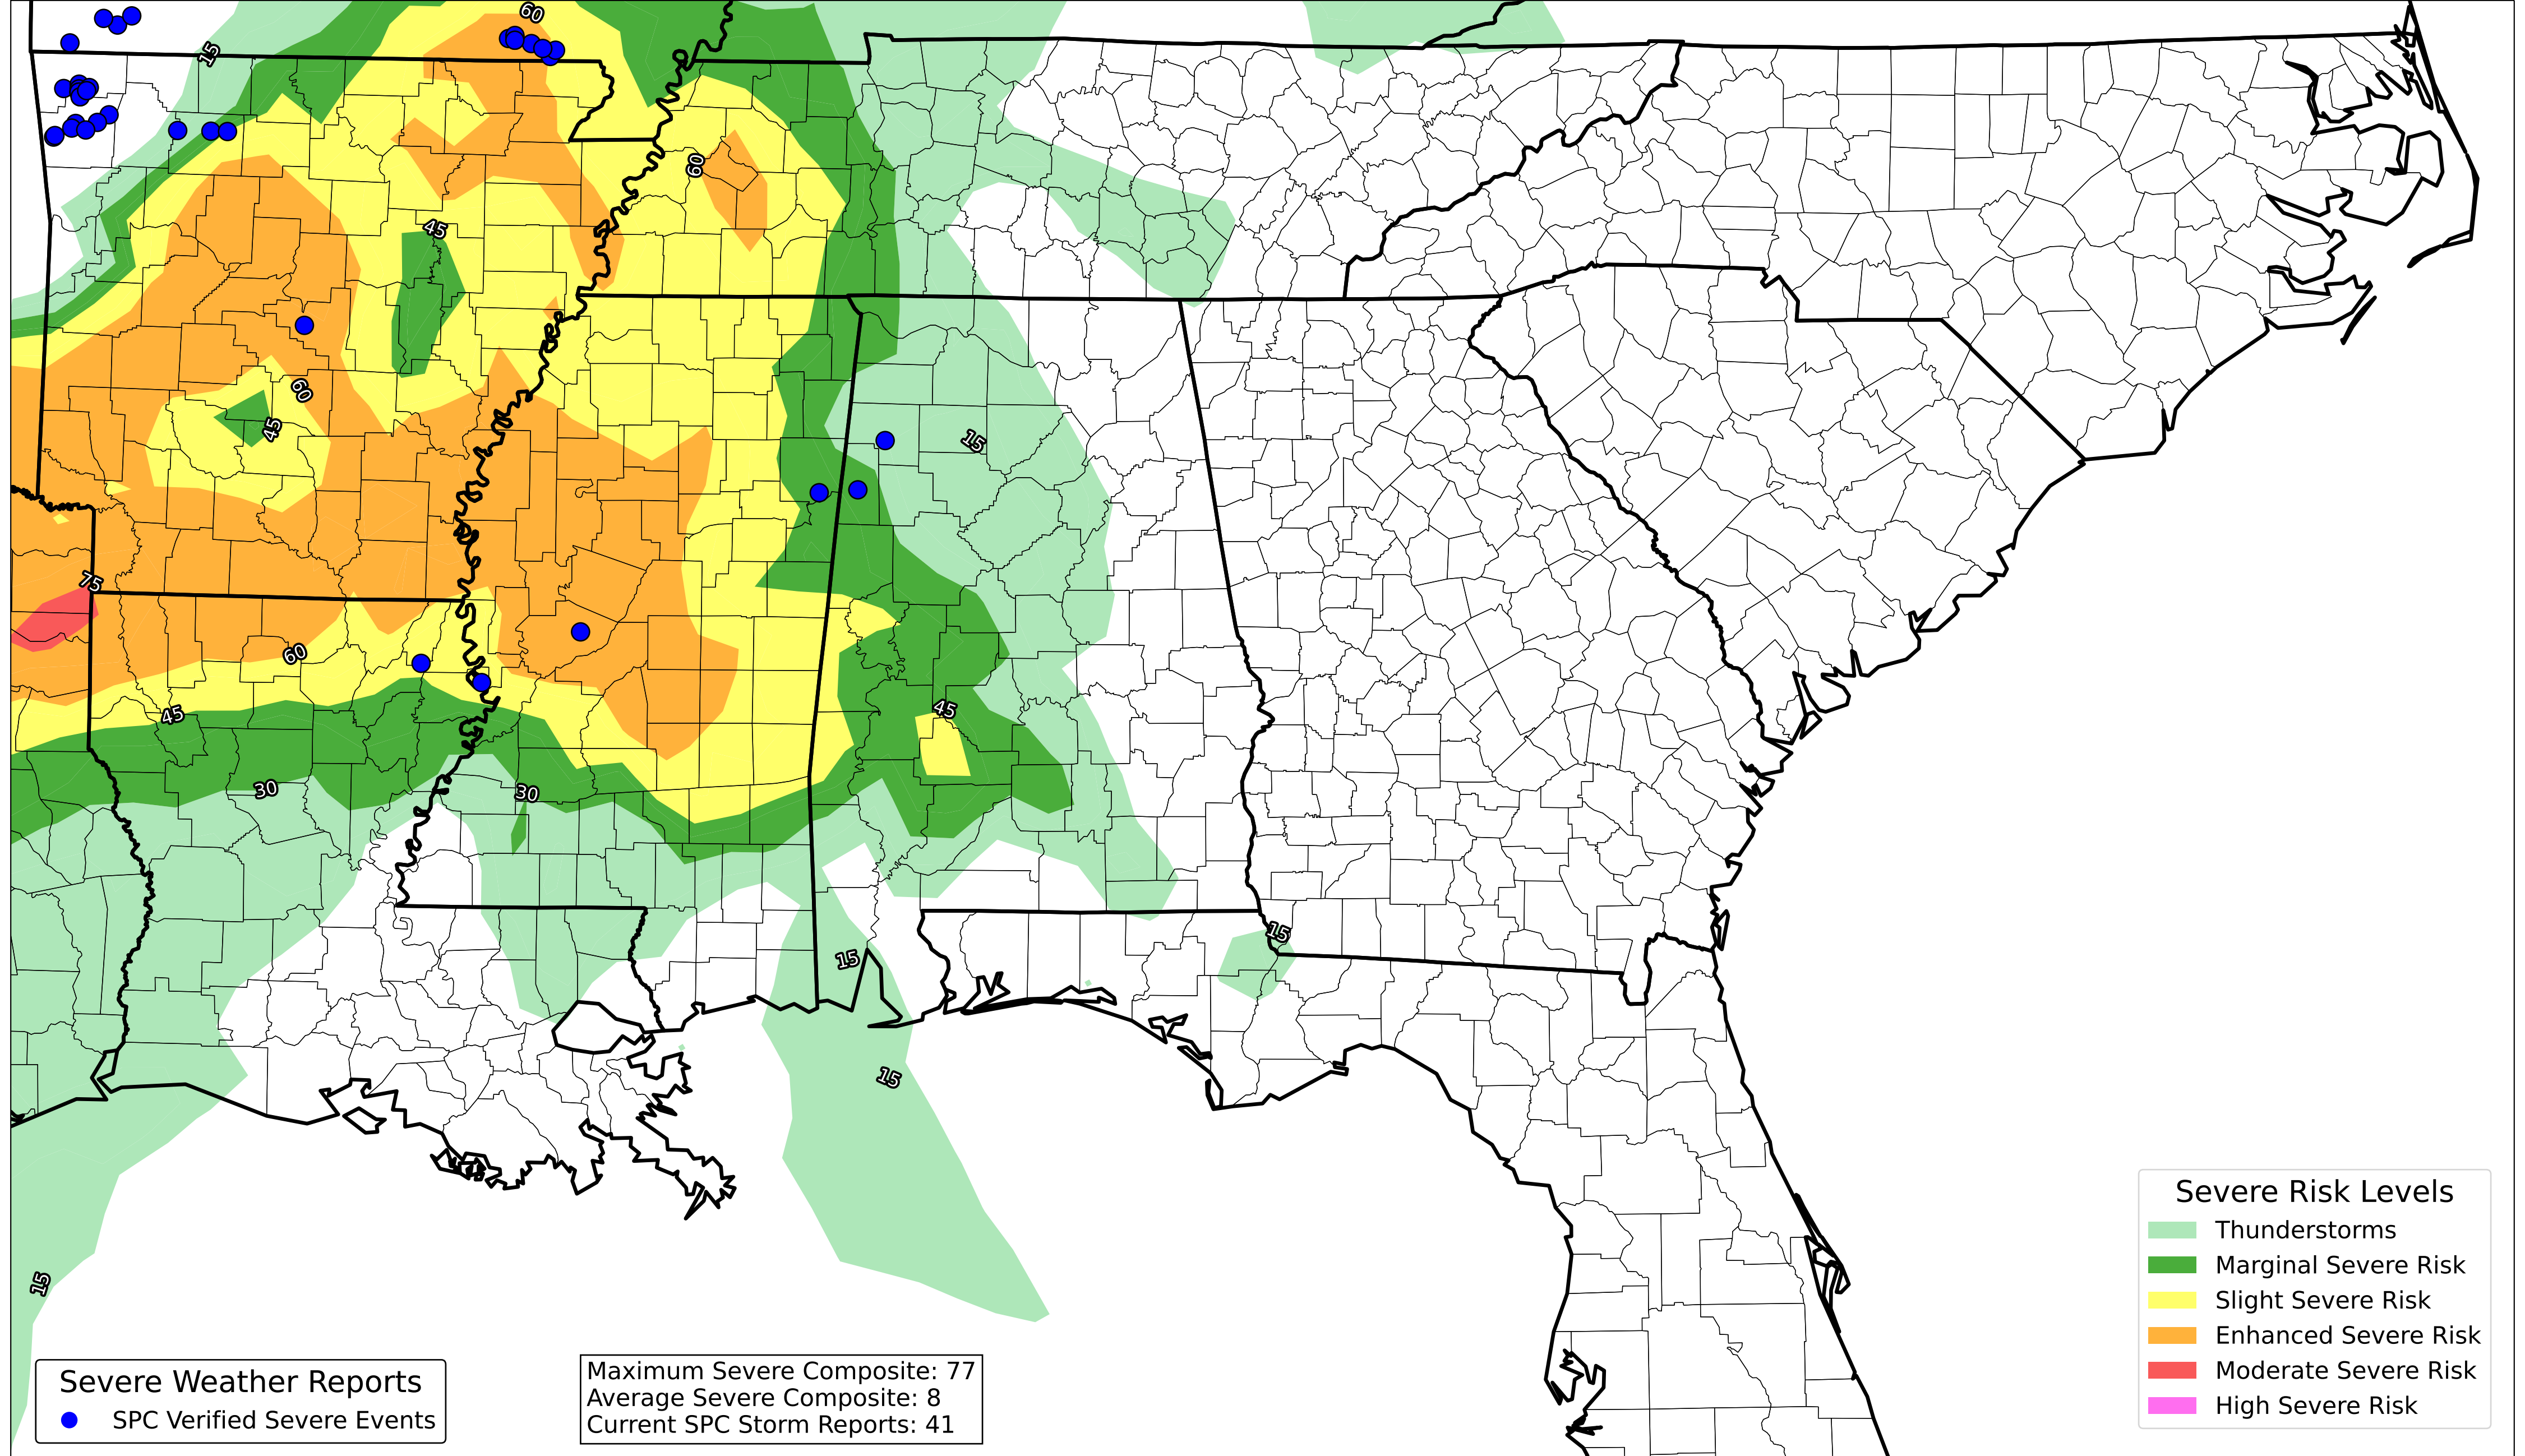 60
15
60
45
60
45
15
75
60
45
45
30
30
15
15
15
15
Severe Risk Levels
Thunderstorms
Marginal Severe Risk
Slight Severe Risk
Enhanced Severe Risk
Moderate Severe Risk
High Severe Risk
Severe Weather Reports
SPC Verified Severe Events
Maximum Severe Composite: 77
Average Severe Composite: 8
Current SPC Storm Reports: 41